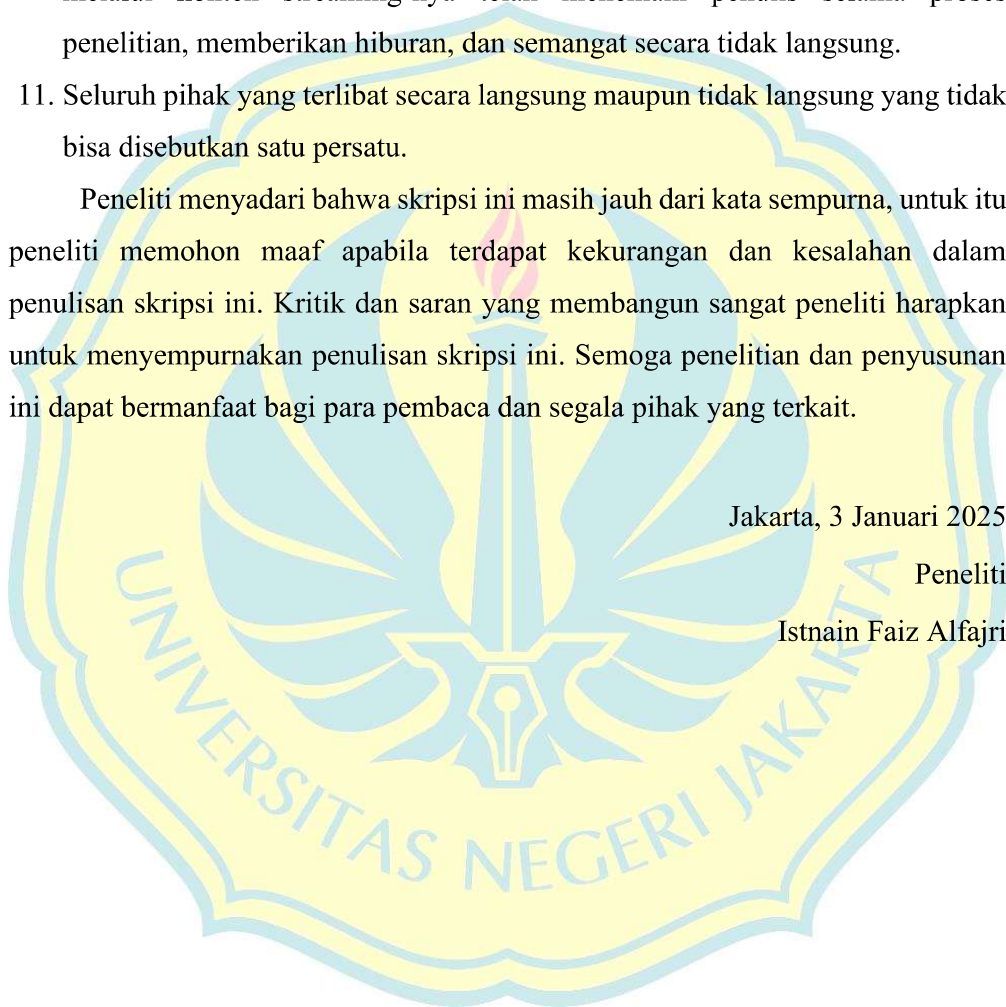 penelitian, memberikan hiburan, dan semangat secara tidak langsung.
11. Seluruh pihak yang terlibat secara langsung maupun tidak langsung yang tidak
bisa disebutkan satu persatu.
Peneliti menyadari bahwa skripsi ini masih jauh dari kata sempurna, untuk itu
peneliti memohon maaf apabila terdapat kekurangan dan kesalahan dalam
penulisan skripsi ini. Kritik dan saran yang membangun sangat peneliti harapkan
untuk menyempurnakan penulisan skripsi ini. Semoga penelitian dan penyusunan
ini dapat bermanfaat bagi para pembaca dan segala pihak yang terkait.
Jakarta, 3 Januari 2025
Peneliti
Istnain Faiz Alfajri
UNIVERSITAS NEGERI JAKARTA